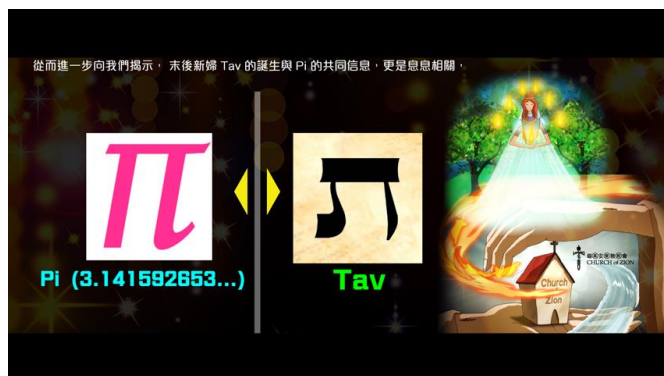 從而進一步向我們揭示， 末後新婦 Tav 的誕生與 Pi 的共同信息，更是息息相關，
π
ת
Pi (3.141592653...)
Tav
CHURCH of ZION
Church
Zion